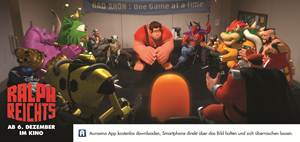 BAD ANON: One Game at a Time
Disney
RALPH
REICHTS
AB 6. DEZEMBER
IM KINO
Aurasma App kostenlos downloaden, Smartphone direkt über das Bild halten und sich überraschen lassen.